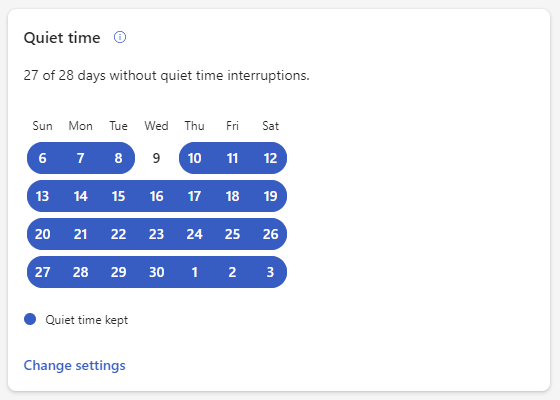 Quiet time
27 of 28 days without quiet time interruptions.
Sun Mon Tue Wed Thu Fri Sat
6 7 8 9 10 11 12
13 14 15 16 17 18 19
20 21 22 23 24 25 26
27 28 29 30 1 2 3
Quiet time kept
Change settings